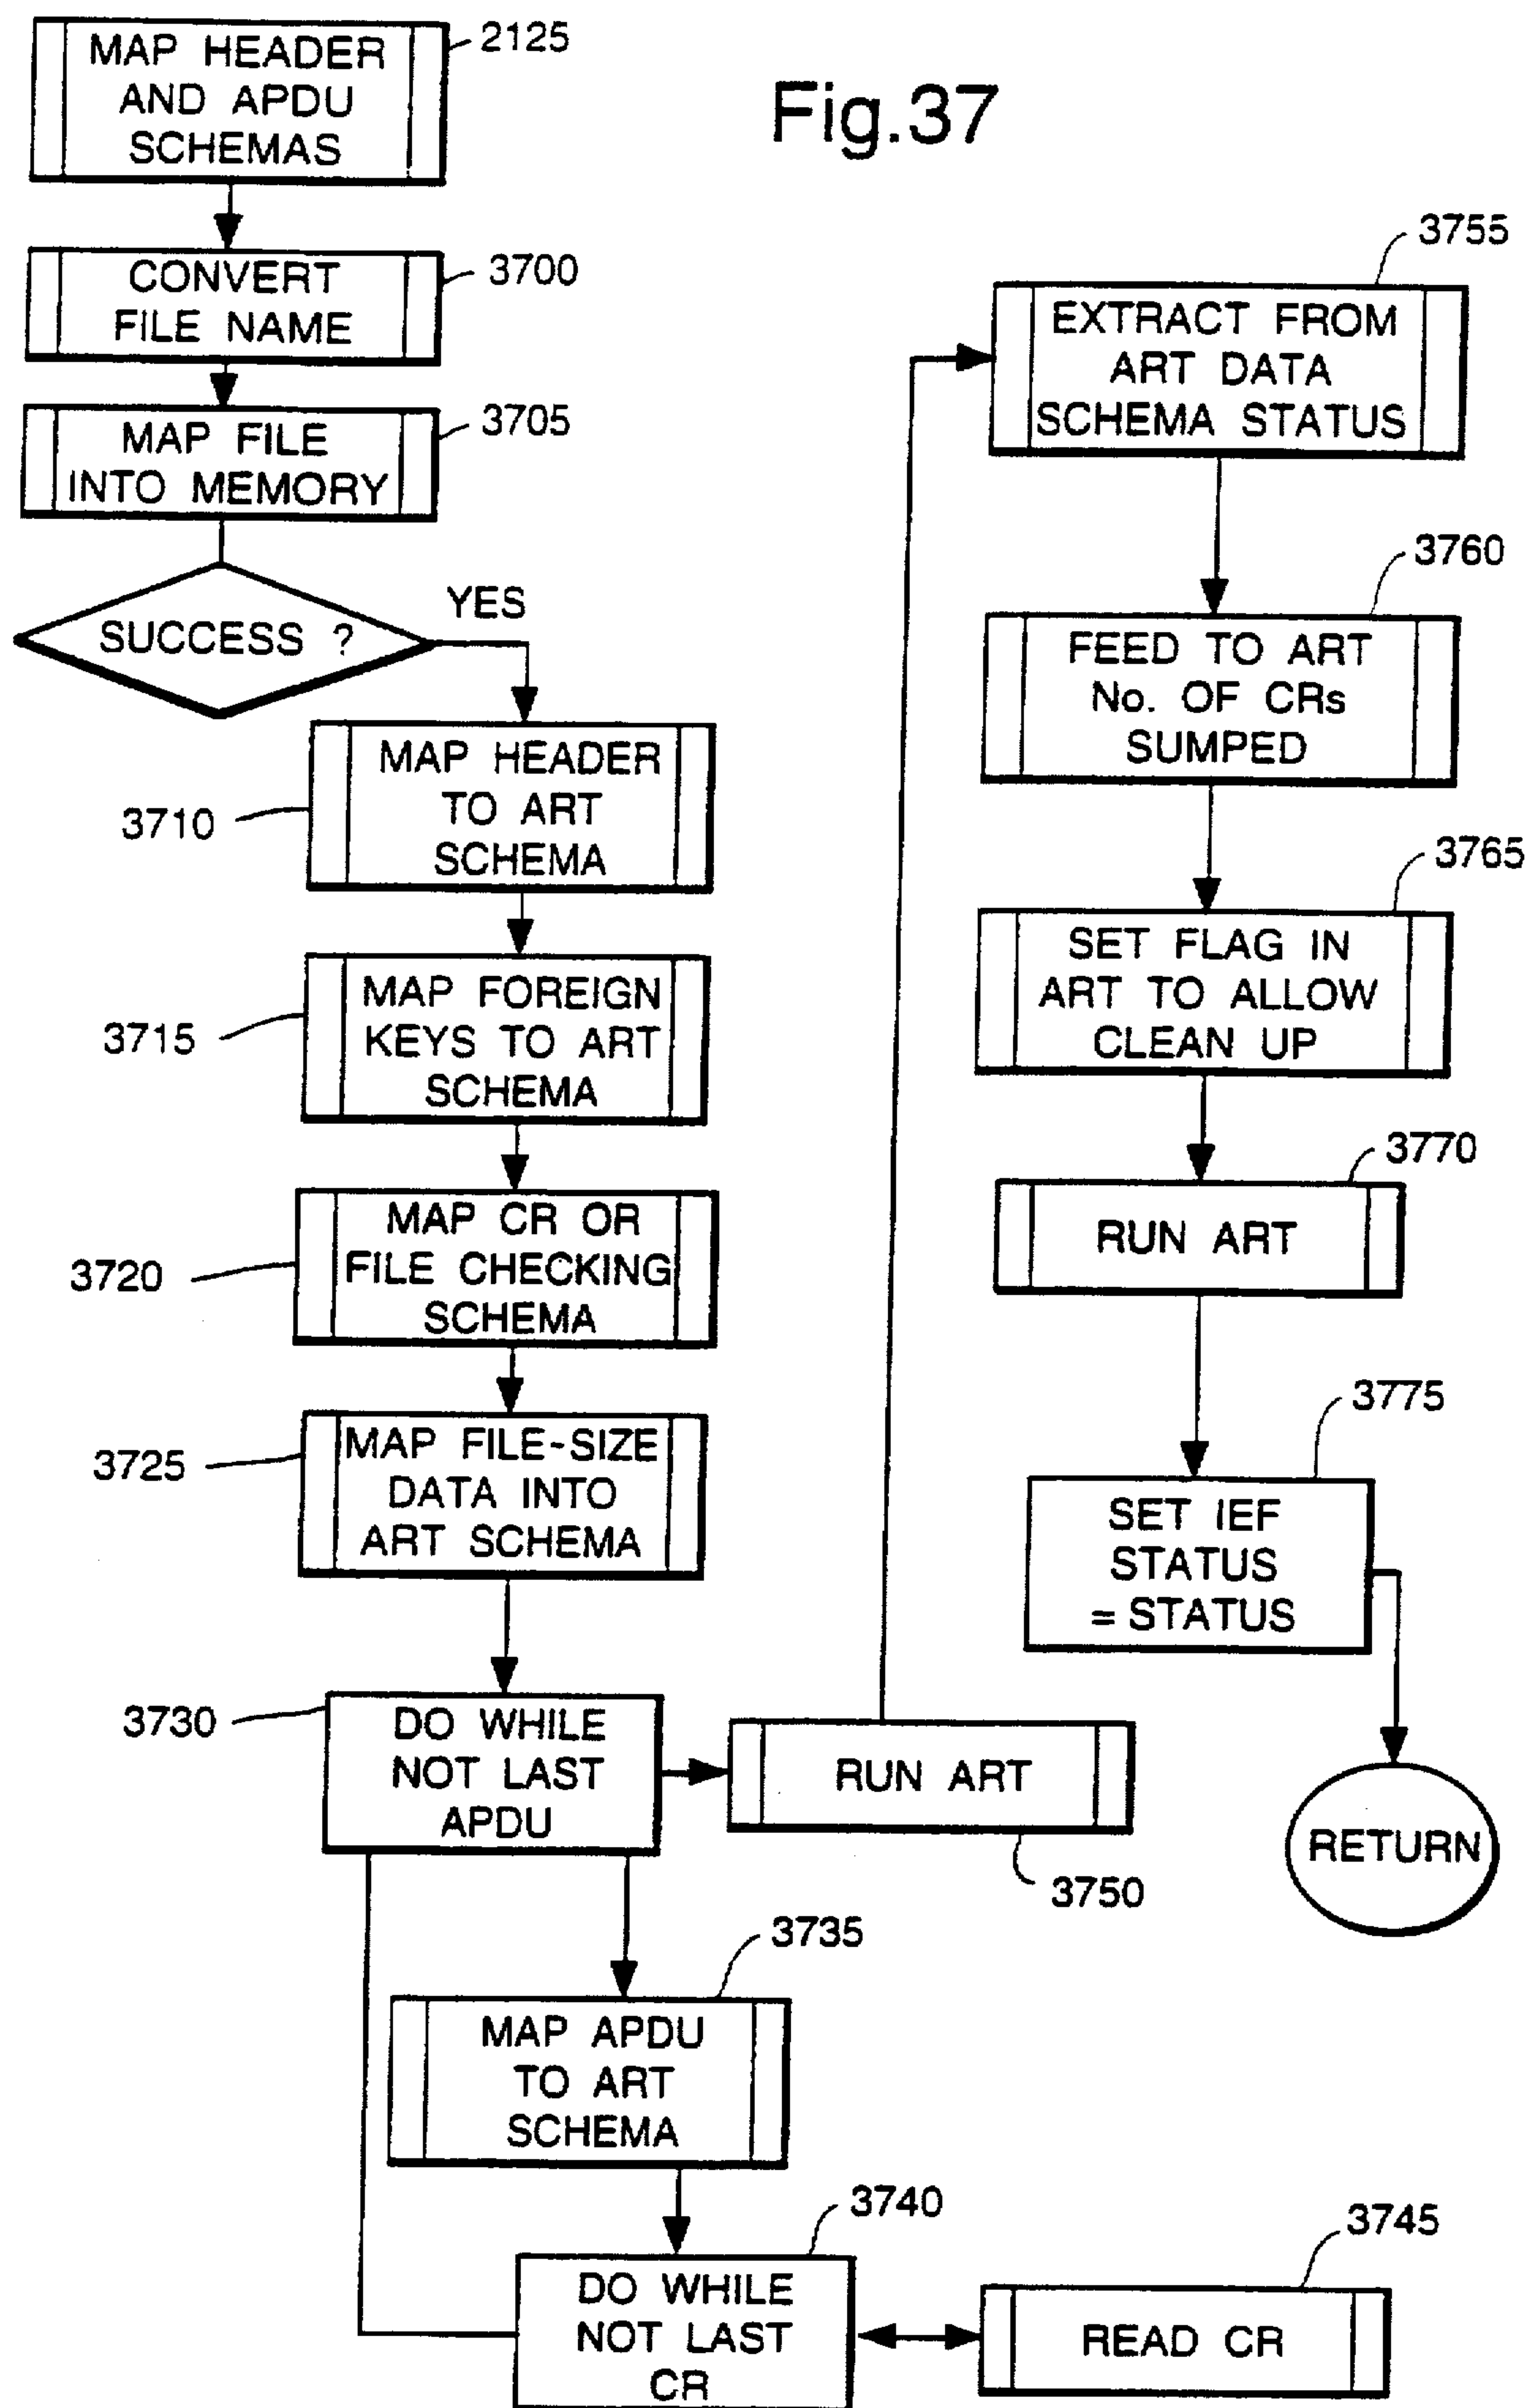 Fig.37
MAP HEADER
AND APDU
SCHEMAS
2125
CONVERT
FILE NAME
3700
MAP FILE
INTO MEMORY
3705
SUCCESS ?
YES
MAP HEADER
TO ART
SCHEMA
3710
MAP FOREIGN
KEYS TO ART
SCHEMA
3715
MAP CR OR
FILE CHECKING
SCHEMA
3720
MAP FILE-SIZE
DATA INTO
ART SCHEMA
3725
DO WHILE
NOT LAST
APDU
3730
MAP APDU
TO ART
SCHEMA
3735
DO WHILE
NOT LAST
CR
3740
READ CR
3745
RUN ART
3750
EXTRACT FROM
ART DATA
SCHEMA STATUS
3755
FEED TO ART
No. OF CRs
SUMPED
3760
SET FLAG IN
ART TO ALLOW
CLEAN UP
3765
RUN ART
3770
SET IEF
STATUS
= STATUS
3775
RETURN